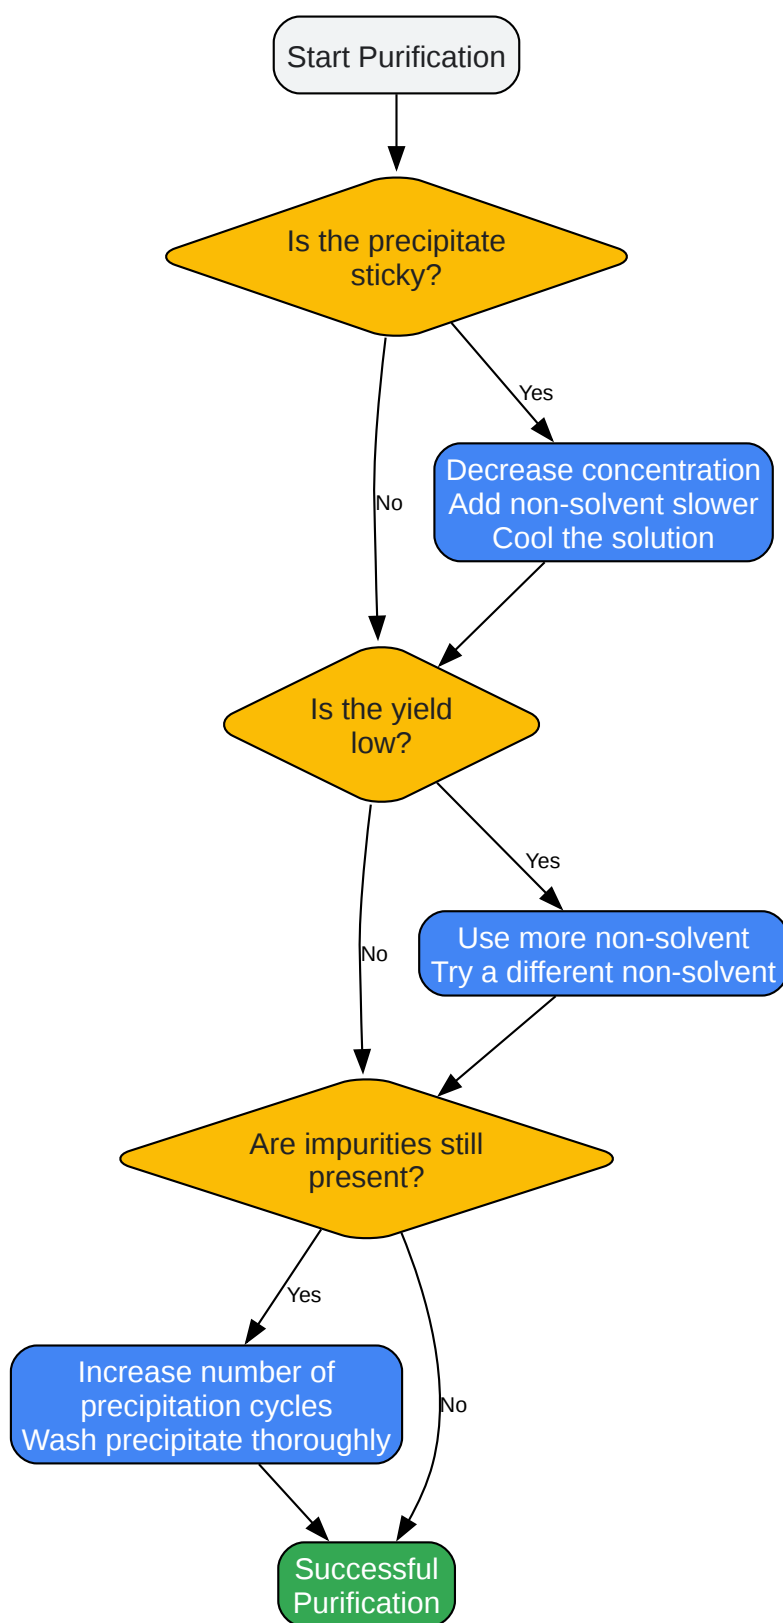 Start Purification
Is the precipitate
sticky?
Yes
Decrease concentration
Add non-solvent slower
Cool the solution
No
Is the yield
low?
Yes
Use more non-solvent
Try a different non-solvent
No
Are impurities still
present?
Yes
Increase number of
precipitation cycles
Wash precipitate thoroughly
No
Successful
Purification